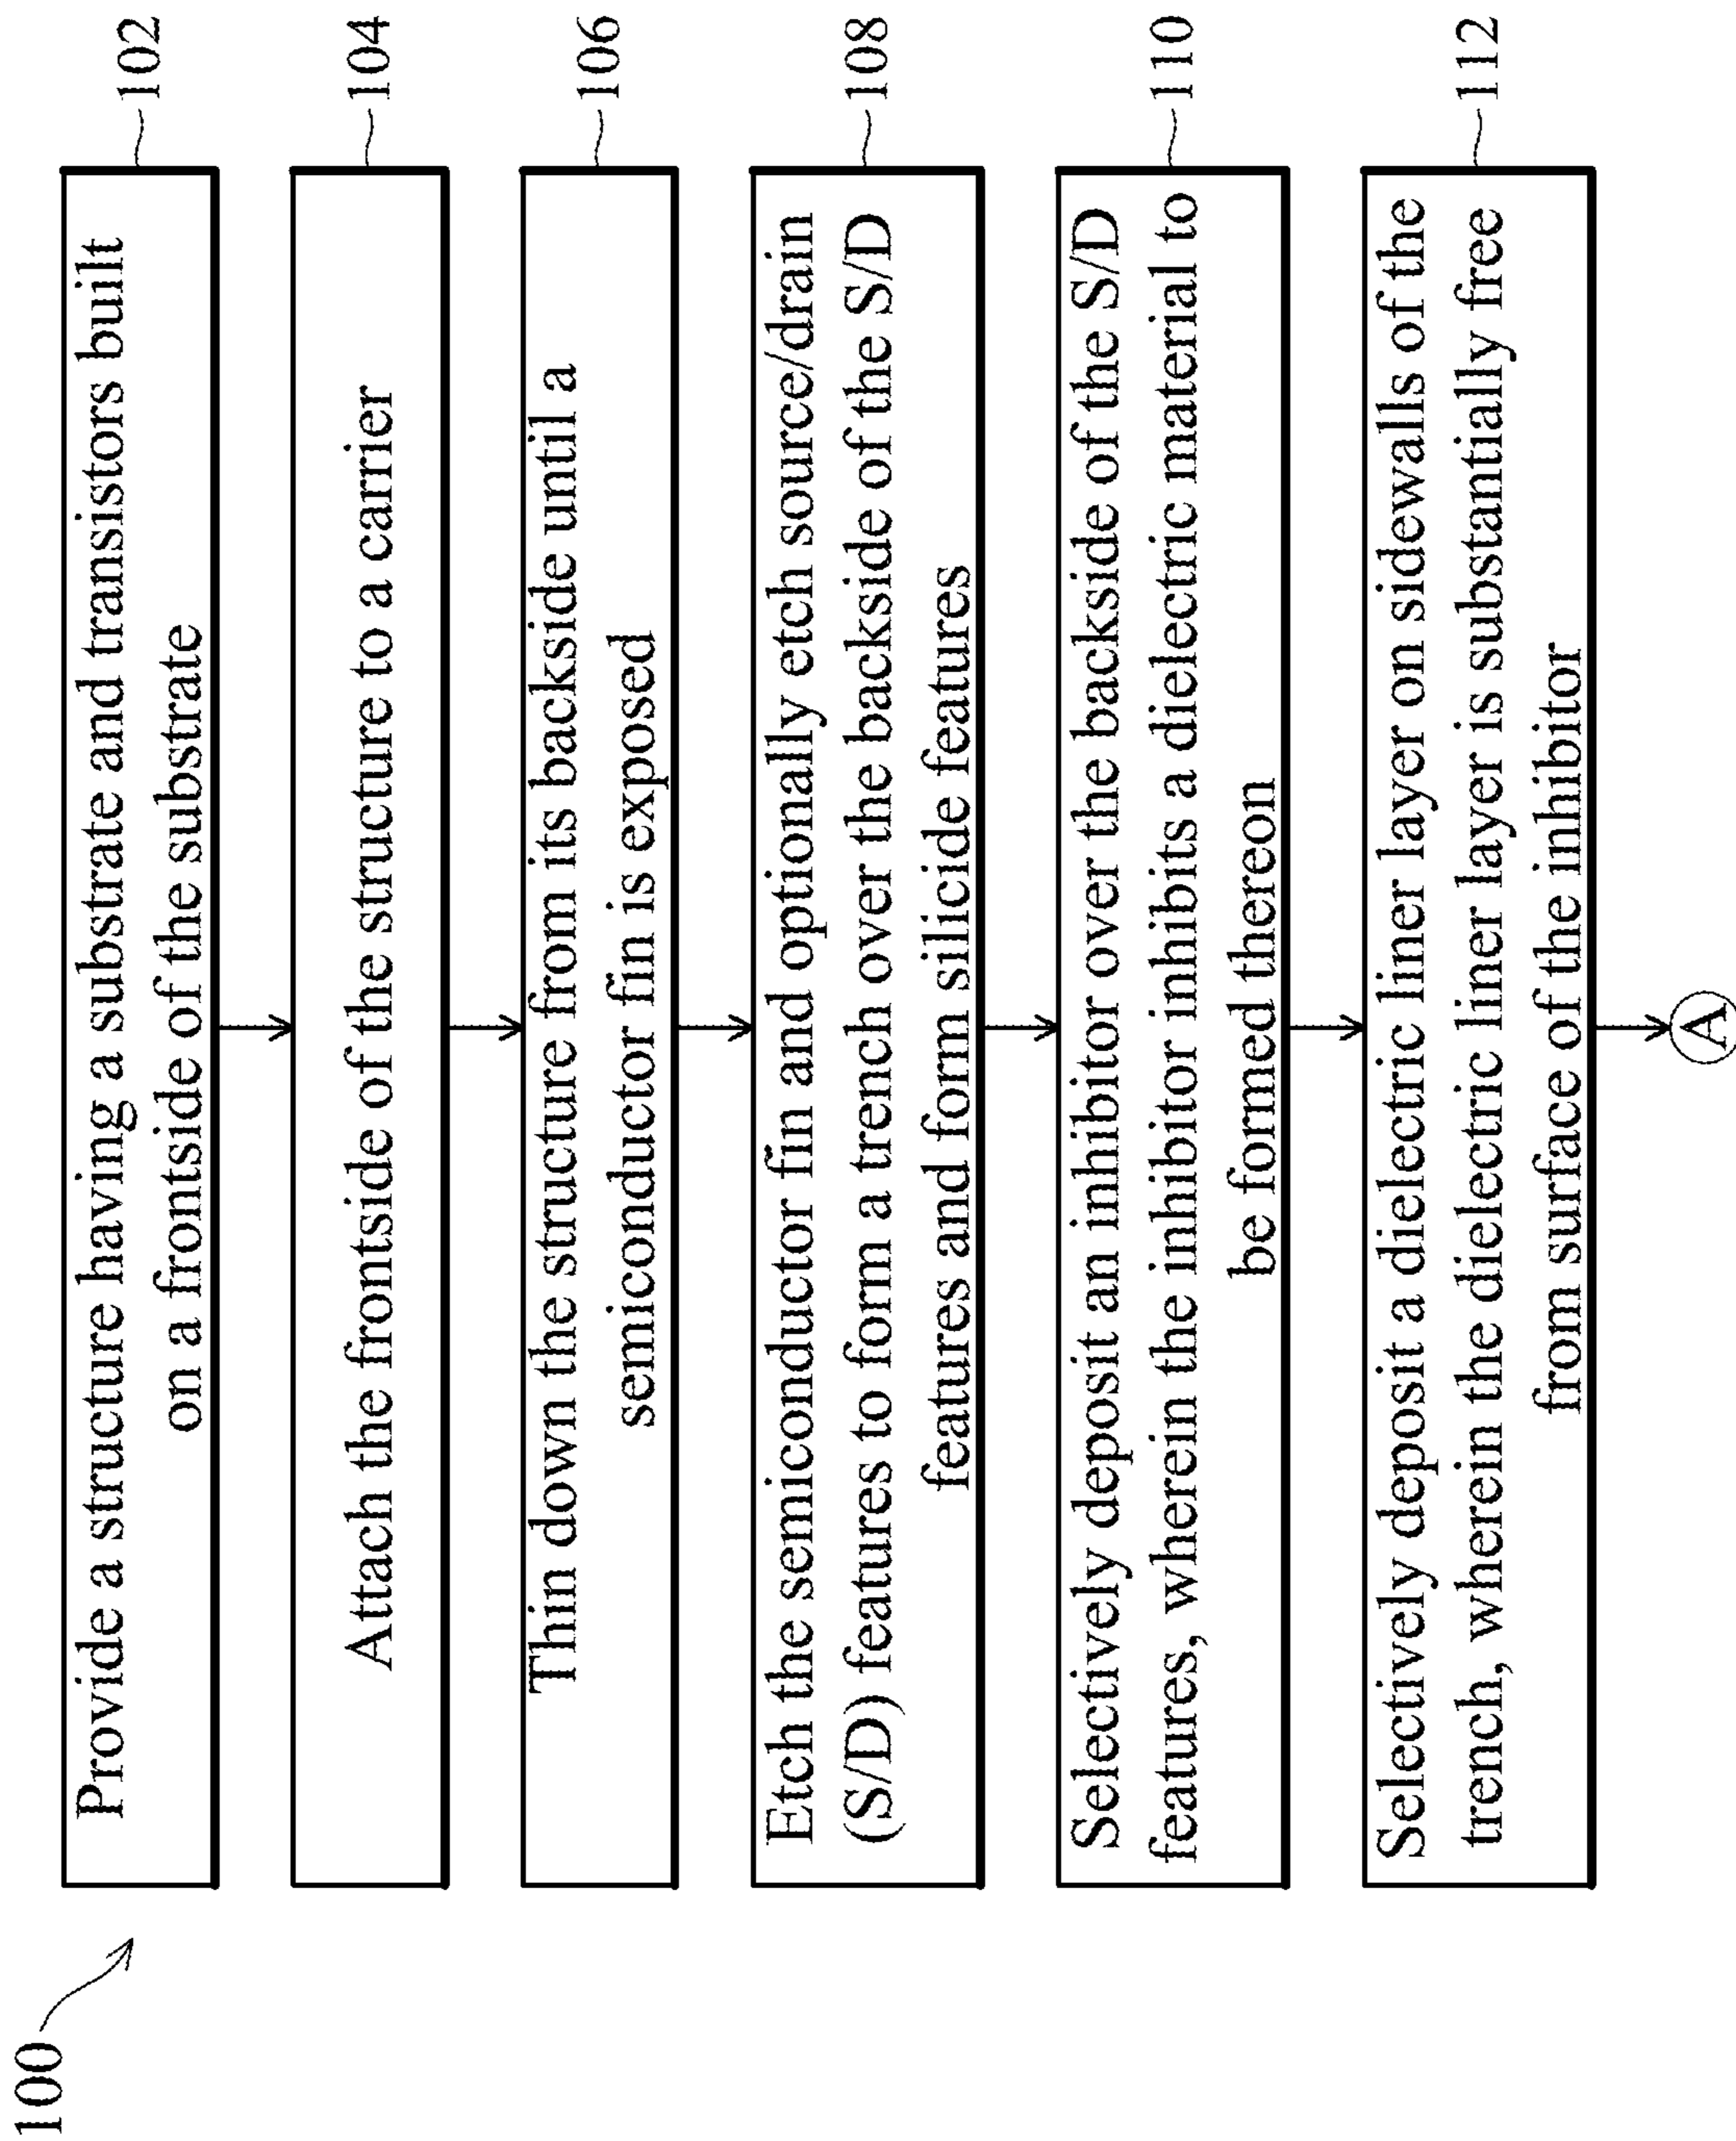 100
Provide a structure having a substrate and transistors built
on a frontside of the substrate
102
Attach the frontside of the structure to a carrier
104
Thin down the structure from its backside until a
semiconductor fin is exposed
106
Etch the semiconductor fin and optionally etch source/drain
(S/D) features to form a trench over the backside of the S/D
features and form silicide features
108
Selectively deposit an inhibitor over the backside of the S/D
features, wherein the inhibitor inhibits a dielectric material to
be formed thereon
110
Selectively deposit a dielectric liner layer on sidewalls of the
trench, wherein the dielectric liner layer is substantially free
from surface of the inhibitor
112
A